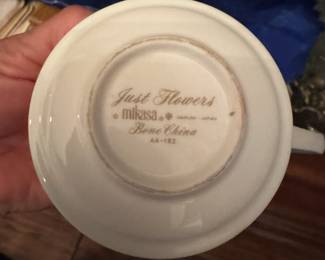 Just Flowers
mikasa
Bone China
AA-182